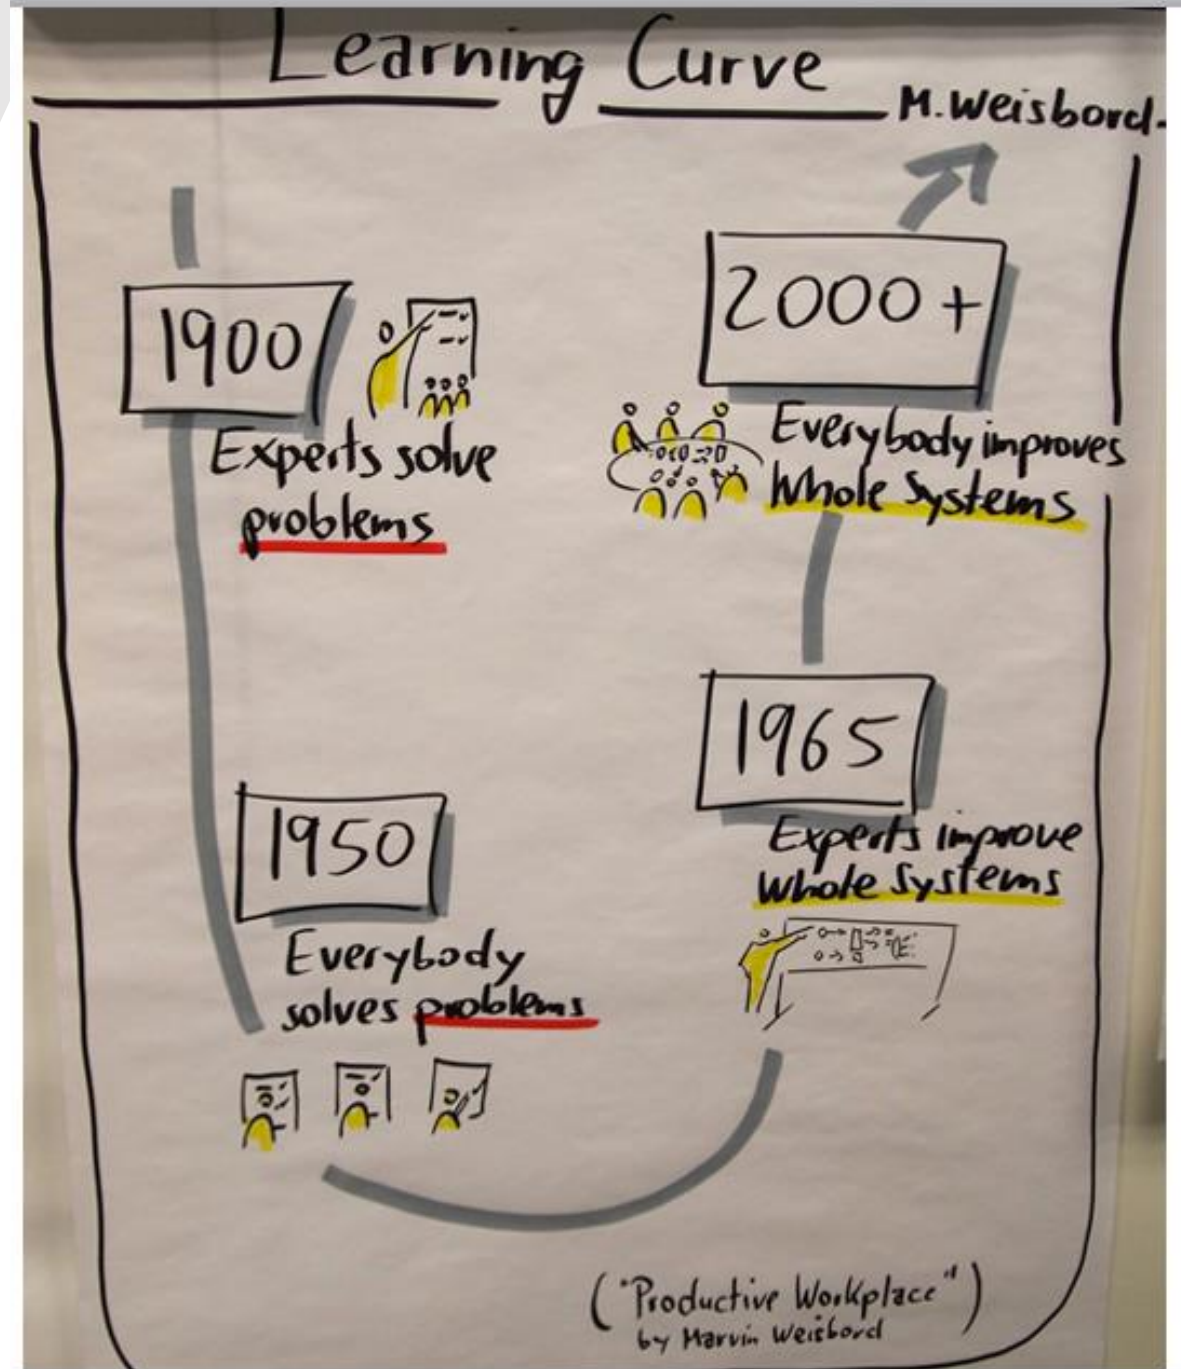 Learning Curve
M. Weisbord.
1900
Experts solve
problems
1950
Everybody
solves problems
1965
Experts improve
Whole Systems
2000+
Everybody improves
Whole Systems
("Productive Workplace")
by Marvin Weisbord